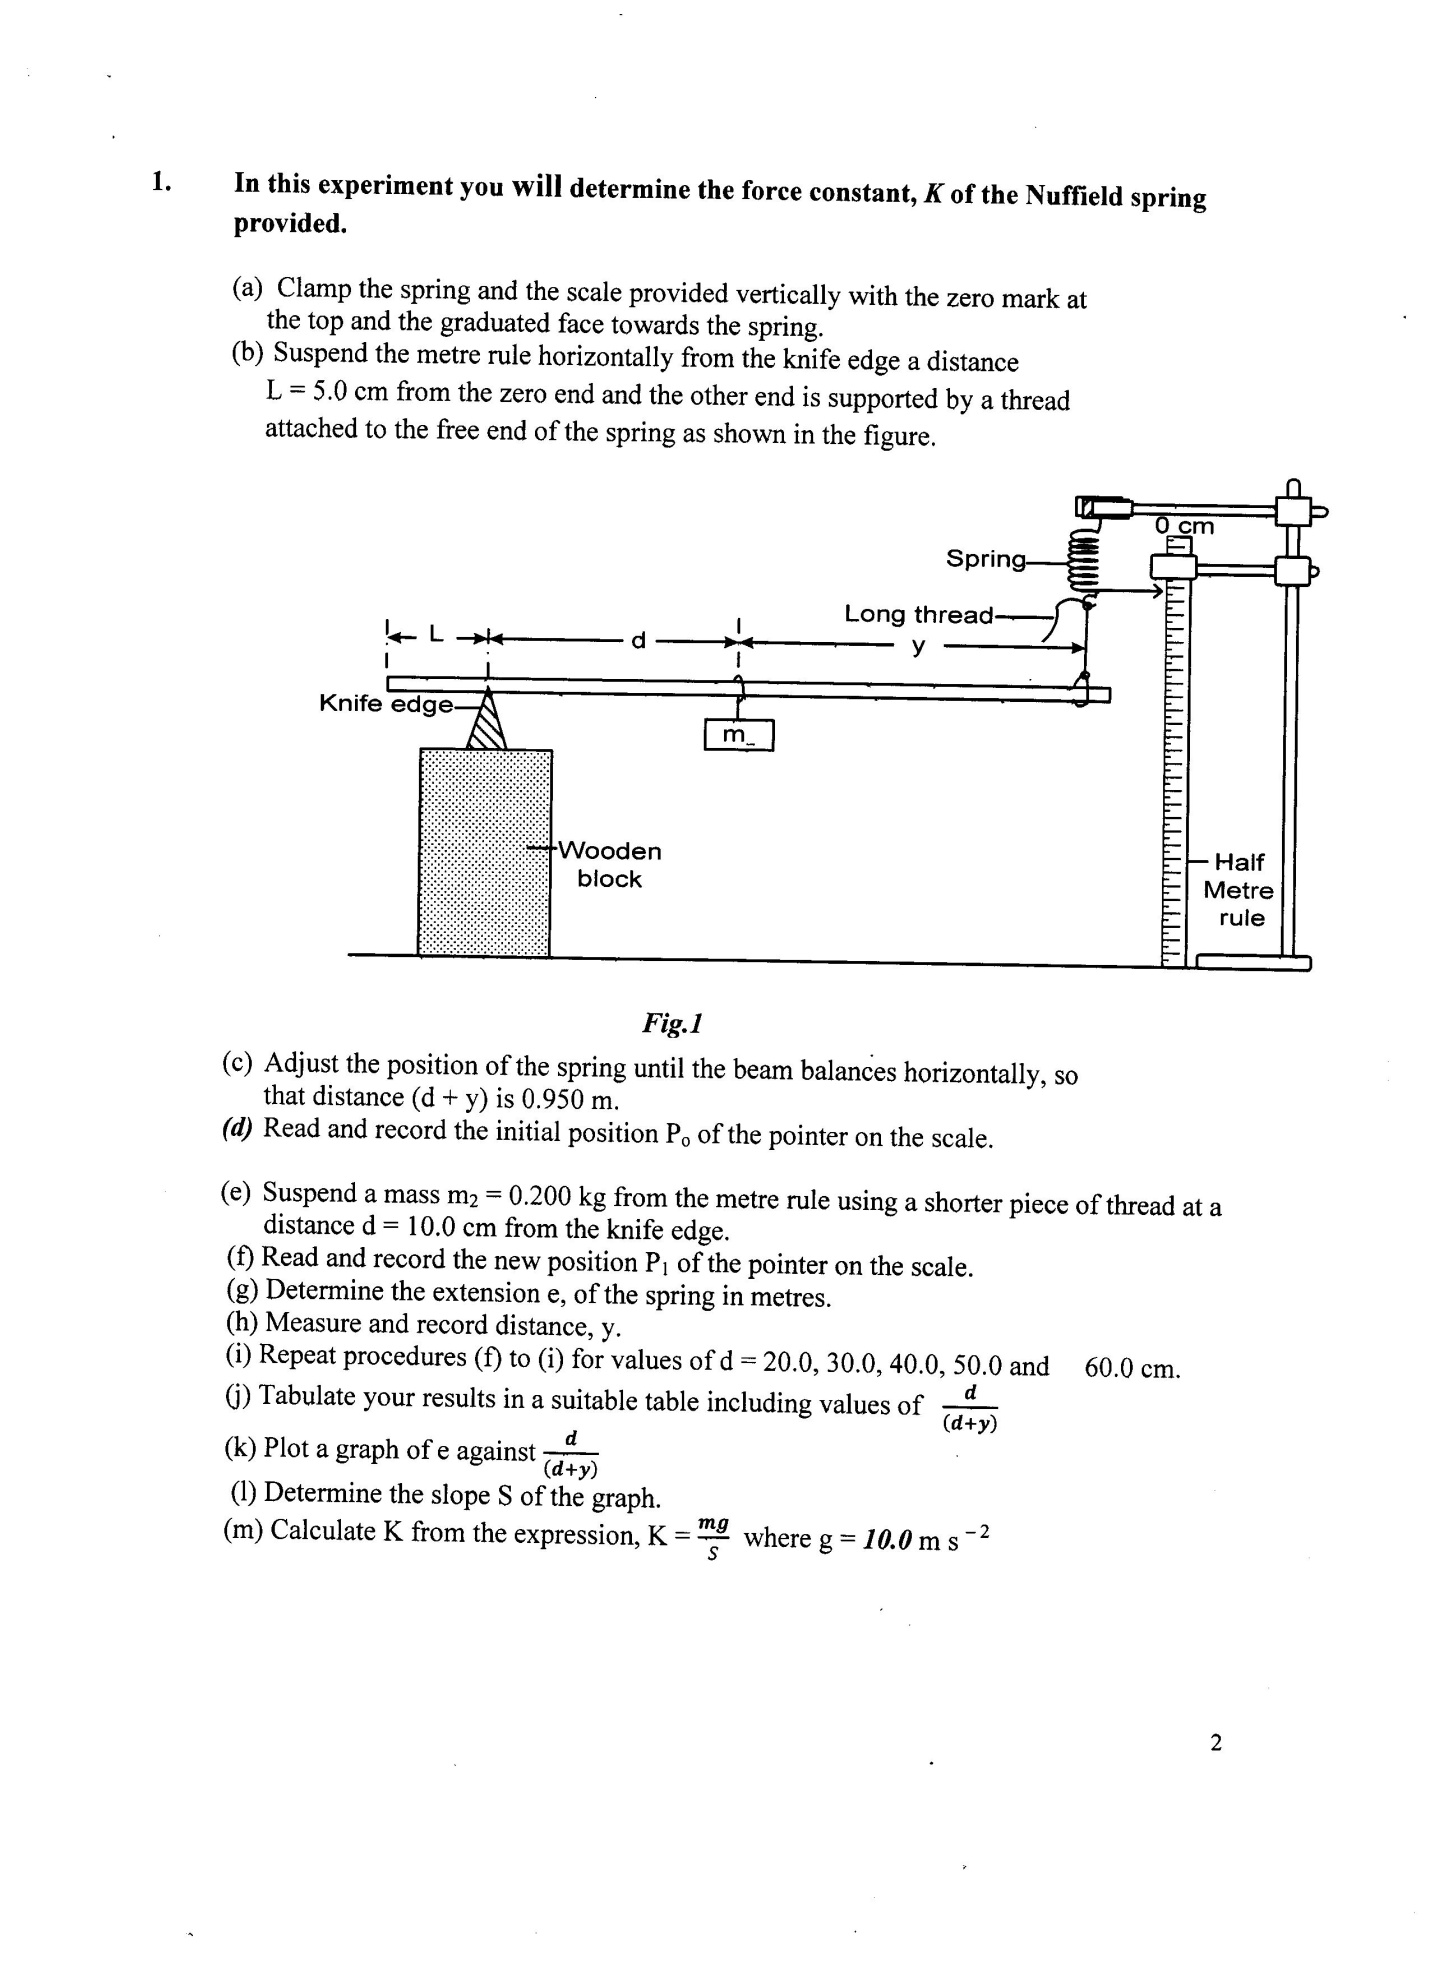 1. In this experiment you will determine the force constant, K of the Nuffield spring
provided.
(a) Clamp the spring and the scale provided vertically with the zero mark at
the top and the graduated face towards the spring.
(b) Suspend the metre rule horizontally from the knife edge a distance
L = 5.0 cm from the zero end and the other end is supported by a thread
attached to the free end of the spring as shown in the figure.
0 cm
Spring
Long thread
L d y
Knife edge
m
Wooden
block
Half
Metre
rule
Fig.1
(c) Adjust the position of the spring until the beam balances horizontally, so
that distance (d + y) is 0.950 m.
(d) Read and record the initial position Pₒ of the pointer on the scale.
(e) Suspend a mass m₂ = 0.200 kg from the metre rule using a shorter piece of thread at a
distance d = 10.0 cm from the knife edge.
(f) Read and record the new position P₁ of the pointer on the scale.
(g) Determine the extension e, of the spring in metres.
(h) Measure and record distance, y.
(i) Repeat procedures (f) to (i) for values of d = 20.0, 30.0, 40.0, 50.0 and 60.0 cm.
(j) Tabulate your results in a suitable table including values of d/(d+y)
(k) Plot a graph of e against d/(d+y)
(l) Determine the slope S of the graph.
(m) Calculate K from the expression, K = mg/S where g = 10.0 m s⁻²
2